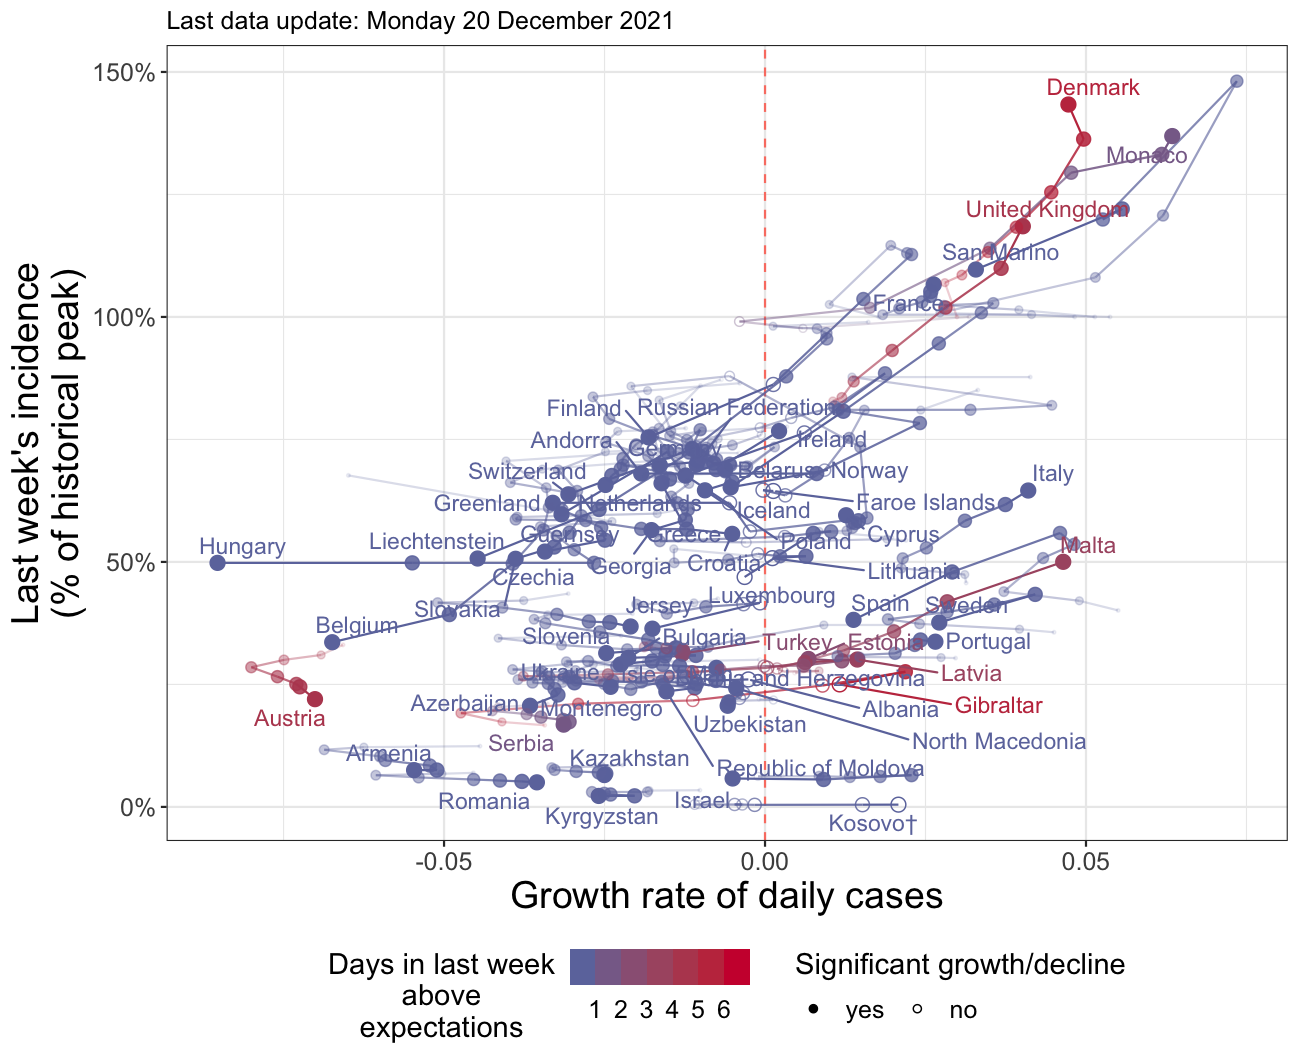 Last data update: Monday 20 December 2021
Last week's incidence
(% of historical peak)
150%
100%
50%
0%
Denmark
Monaco
United Kingdom
San Marino
France
Finland
Russian Federation
Andorra
Germany
Ireland
Switzerland
Belarus
Norway
Italy
Greenland
Netherlands
Iceland
Faroe Islands
Hungary
Liechtenstein
Guernsey
Greece
Poland
Cyprus
Malta
Czechia
Georgia
Croatia
Lithuania
Slovakia
Jersey
Luxembourg
Spain
Sweden
Belgium
Slovenia
Bulgaria
Turkey
Estonia
Portugal
Ukraine
Isle
and Herzegovina
Latvia
Azerbaijan
Montenegro
Albania
Gibraltar
Austria
Serbia
Uzbekistan
North Macedonia
Armenia
Kazakhstan
Republic of Moldova
Romania
Kyrgyzstan
Israel
Kosovo†
-0.05
0.00
0.05
Growth rate of daily cases
Days in last week
above
expectations
1 2 3 4 5 6
Significant growth/decline
yes
no